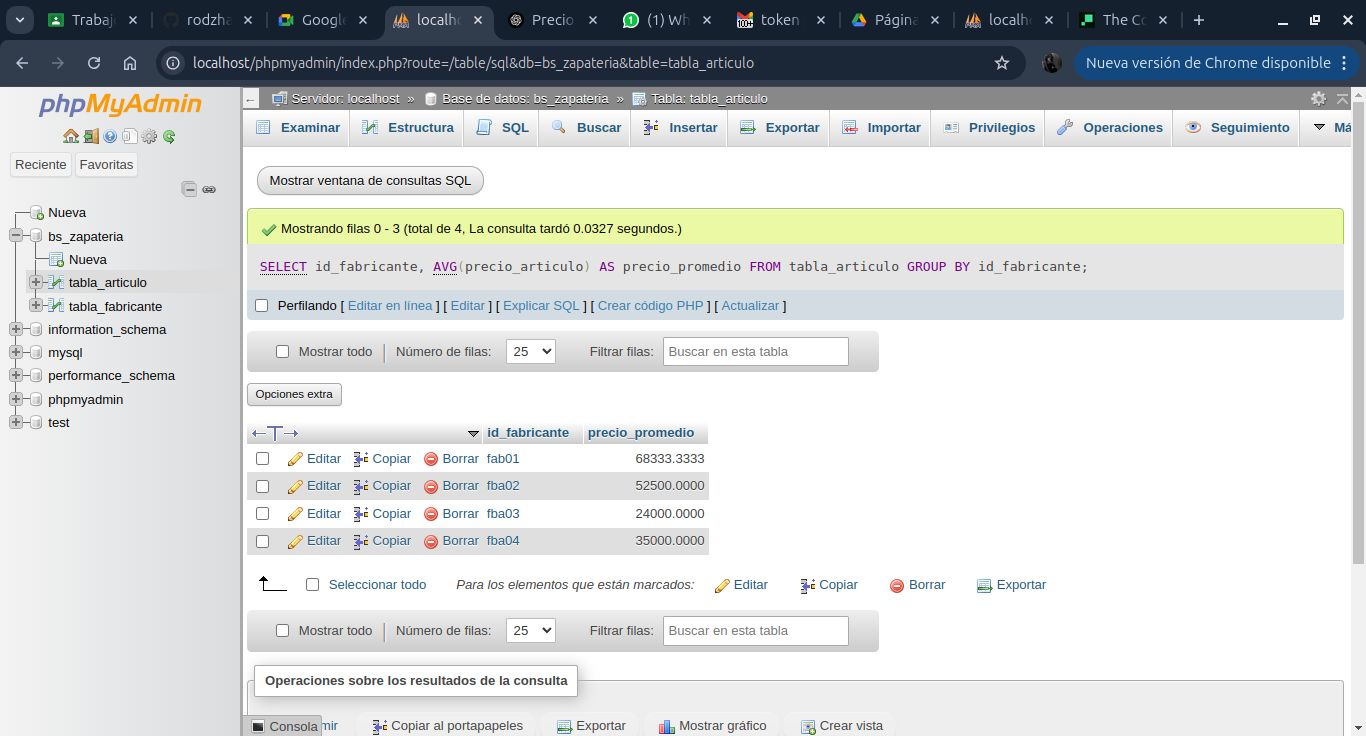 Trabaj
rodzha
Google
localho
Precio
(1) Wh
token
Página
localho
The Co
localhost/phpmyadmin/index.php?route=/table/sql&db=bs_zapateria&table=tabla_articulo
Nueva versión de Chrome disponible
phpMyAdmin
Reciente Favoritas
Nueva
bs_zapateria
Nueva
tabla_articulo
tabla_fabricante
information_schema
mysql
performance_schema
phpmyadmin
test
Servidor: localhost » Base de datos: bs_zapateria » Tabla: tabla_articulo
Examinar Estructura SQL Buscar Insertar Exportar Importar Privilegios Operaciones Seguimiento Má
Mostrar ventana de consultas SQL
Mostrando filas 0 - 3 (total de 4, La consulta tardó 0.0327 segundos.)
SELECT id_fabricante, AVG(precio_articulo) AS precio_promedio FROM tabla_articulo GROUP BY id_fabricante;
Perfilando [ Editar en línea ] [ Editar ] [ Explicar SQL ] [ Crear código PHP ] [ Actualizar ]
Mostrar todo Número de filas: 25 Filtrar filas: Buscar en esta tabla
Opciones extra
id_fabricante precio_promedio
Editar Copiar Borrar fab01 68333.3333
Editar Copiar Borrar fba02 52500.0000
Editar Copiar Borrar fba03 24000.0000
Editar Copiar Borrar fba04 35000.0000
Seleccionar todo Para los elementos que están marcados: Editar Copiar Borrar Exportar
Mostrar todo Número de filas: 25 Filtrar filas: Buscar en esta tabla
Operaciones sobre los resultados de la consulta
Consola mir Copiar al portapapeles Exportar Mostrar gráfico Crear vista